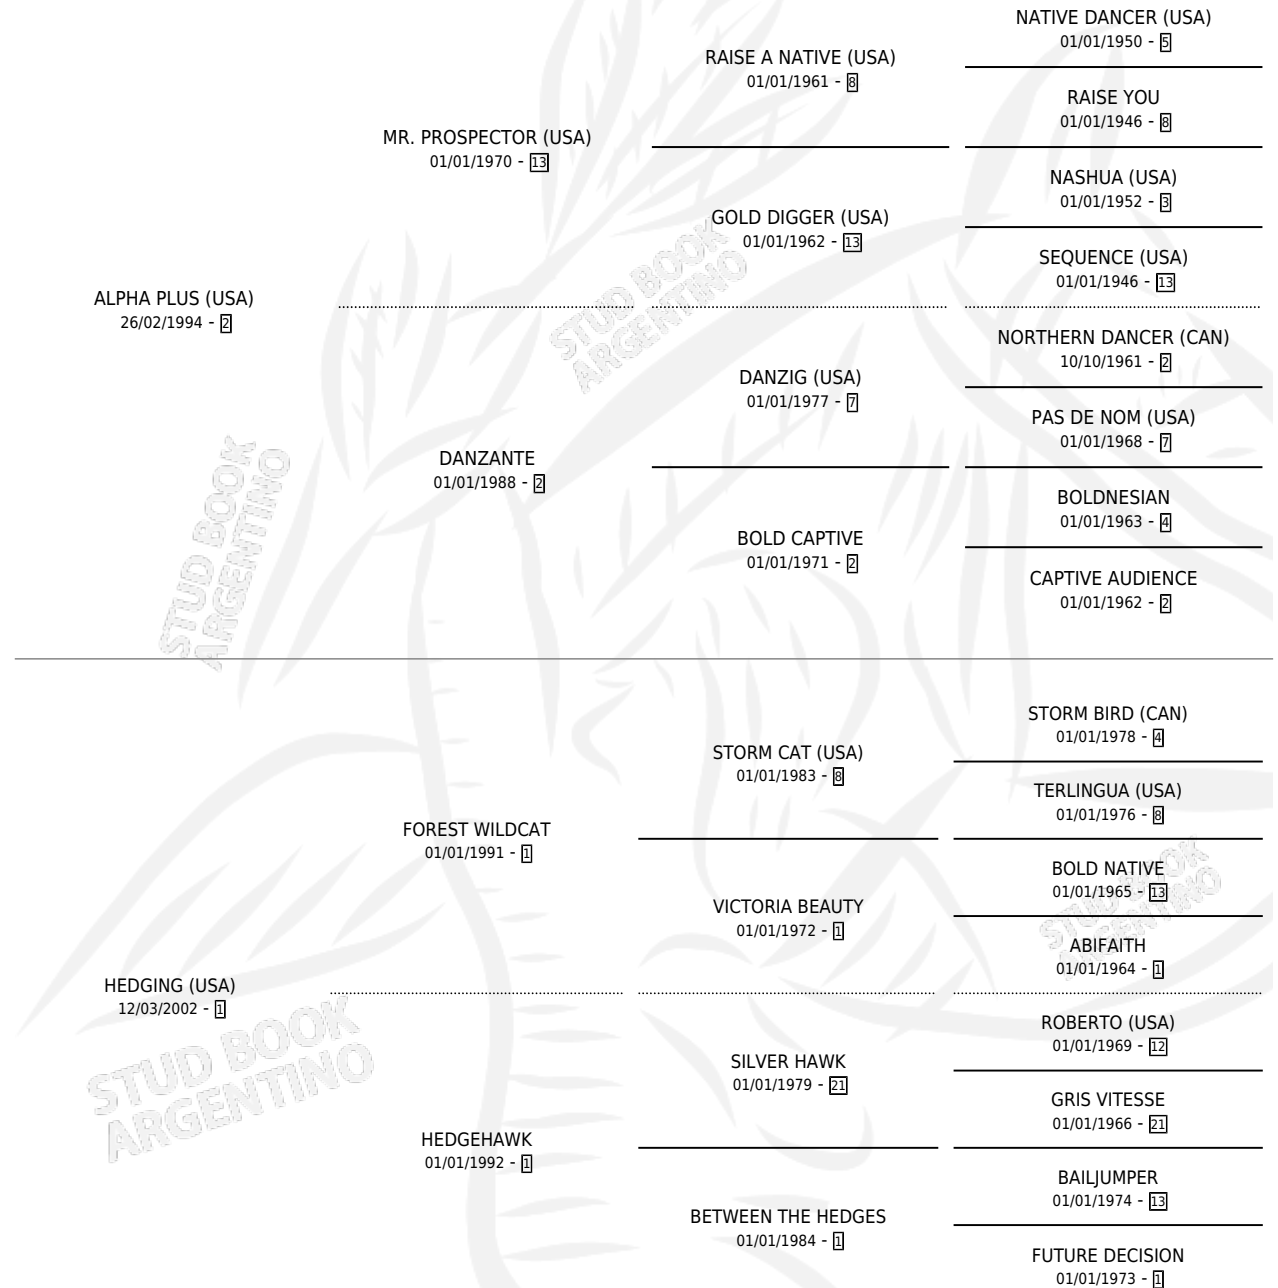 NATIVE DANCER (USA)
01/01/1950 - 5
RAISE A NATIVE (USA)
01/01/1961 - 8
RAISE YOU
01/01/1946 - 8
MR. PROSPECTOR (USA)
01/01/1970 - 13
NASHUA (USA)
01/01/1952 - 3
GOLD DIGGER (USA)
01/01/1962 - 13
SEQUENCE (USA)
01/01/1946 - 13
ALPHA PLUS (USA)
26/02/1994 - 2
NORTHERN DANCER (CAN)
10/10/1961 - 2
DANZIG (USA)
01/01/1977 - 7
PAS DE NOM (USA)
01/01/1968 - 7
DANZANTE
01/01/1988 - 2
BOLDNESIAN
01/01/1963 - 4
BOLD CAPTIVE
01/01/1971 - 2
CAPTIVE AUDIENCE
01/01/1962 - 2
STORM BIRD (CAN)
01/01/1978 - 4
STORM CAT (USA)
01/01/1983 - 8
TERLINGUA (USA)
01/01/1976 - 8
FOREST WILDCAT
01/01/1991 - 1
BOLD NATIVE
01/01/1965 - 13
VICTORIA BEAUTY
01/01/1972 - 1
ABIFAITH
01/01/1964 - 1
HEDGING (USA)
12/03/2002 - 1
ROBERTO (USA)
01/01/1969 - 12
SILVER HAWK
01/01/1979 - 21
GRIS VITESSE
01/01/1966 - 21
HEDGEHAWK
01/01/1992 - 1
BAILJUMPER
01/01/1974 - 13
BETWEEN THE HEDGES
01/01/1984 - 1
FUTURE DECISION
01/01/1973 - 1
STUD BOOK
ARGENTINO
STUD BOOK
ARGENTINO
STUD BOOK
ARGENTINO
STUD BOOK
ARGENTINO